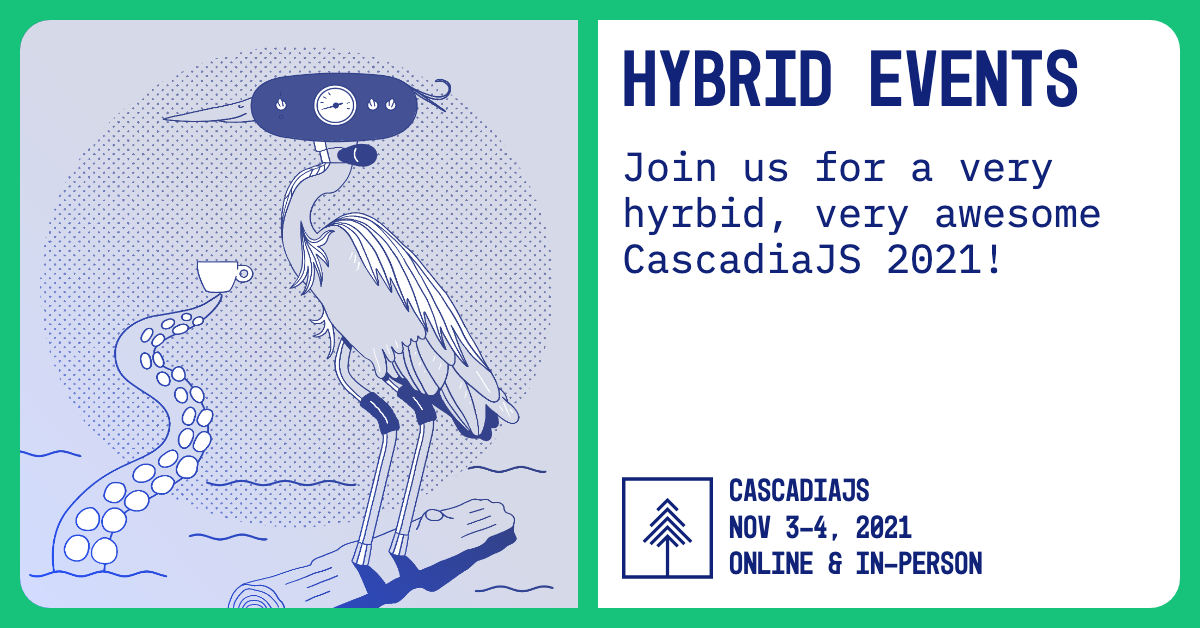 HYBRID EVENTS
Join us for a very
hyrbid, very awesome
CascadiaJS 2021!
CASCADIAJS
NOV 3-4, 2021
ONLINE & IN-PERSON